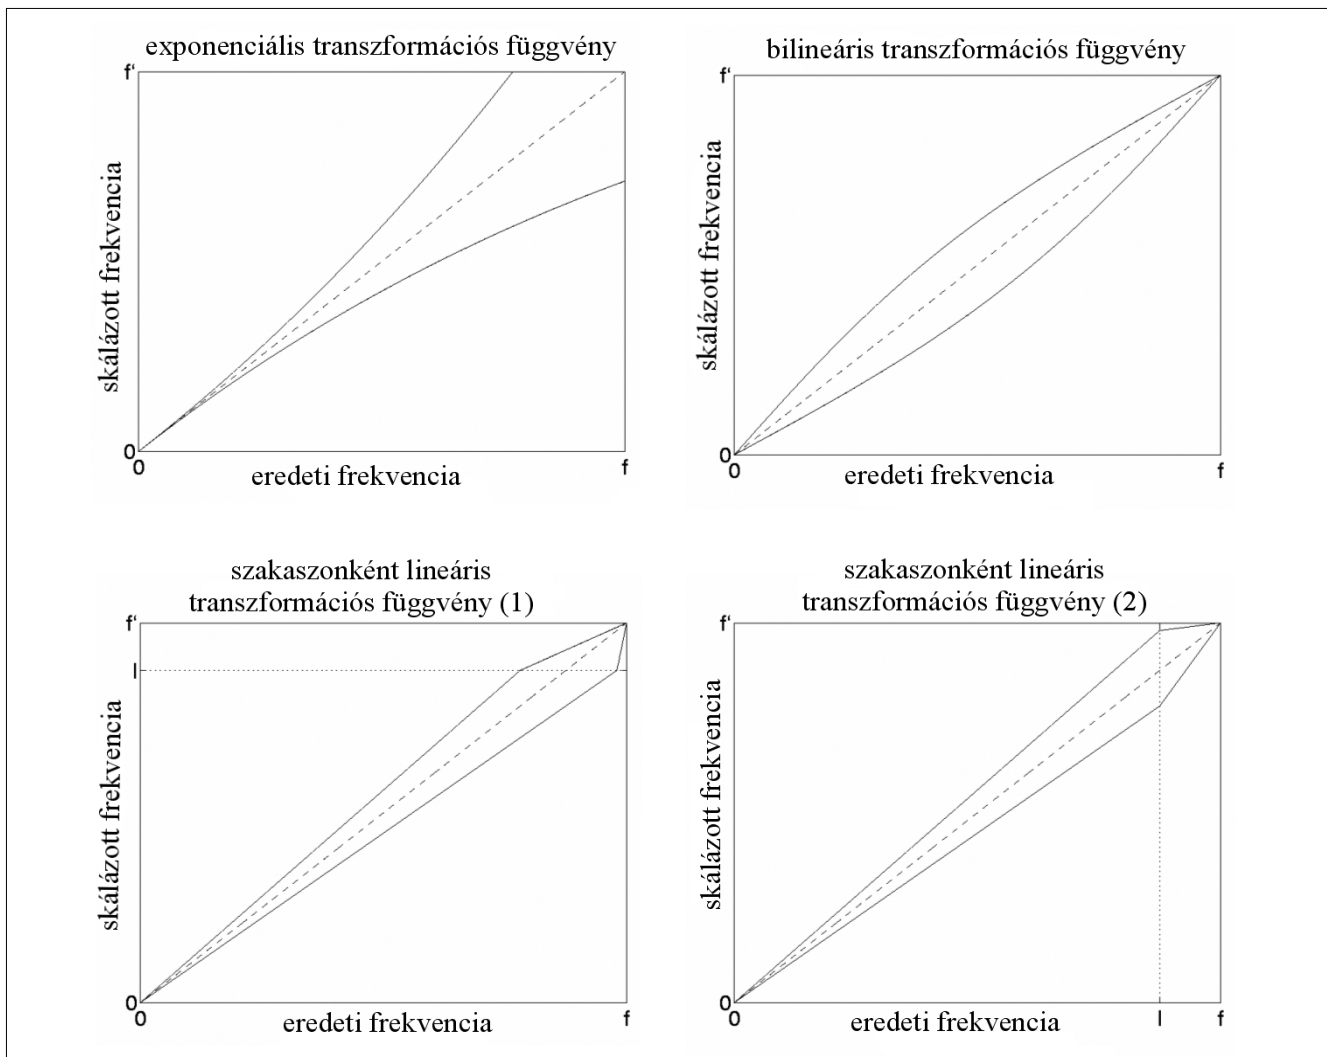 exponenciális transzformációs függvény
f'
skálázott frekvencia
0
0
f
eredeti frekvencia
bilineáris transzformációs függvény
f'
skálázott frekvencia
0
0
f
eredeti frekvencia
szakaszonként lineáris
transzformációs függvény (1)
f'
l
skálázott frekvencia
0
0
f
eredeti frekvencia
szakaszonként lineáris
transzformációs függvény (2)
f'
skálázott frekvencia
0
0
l
f
eredeti frekvencia